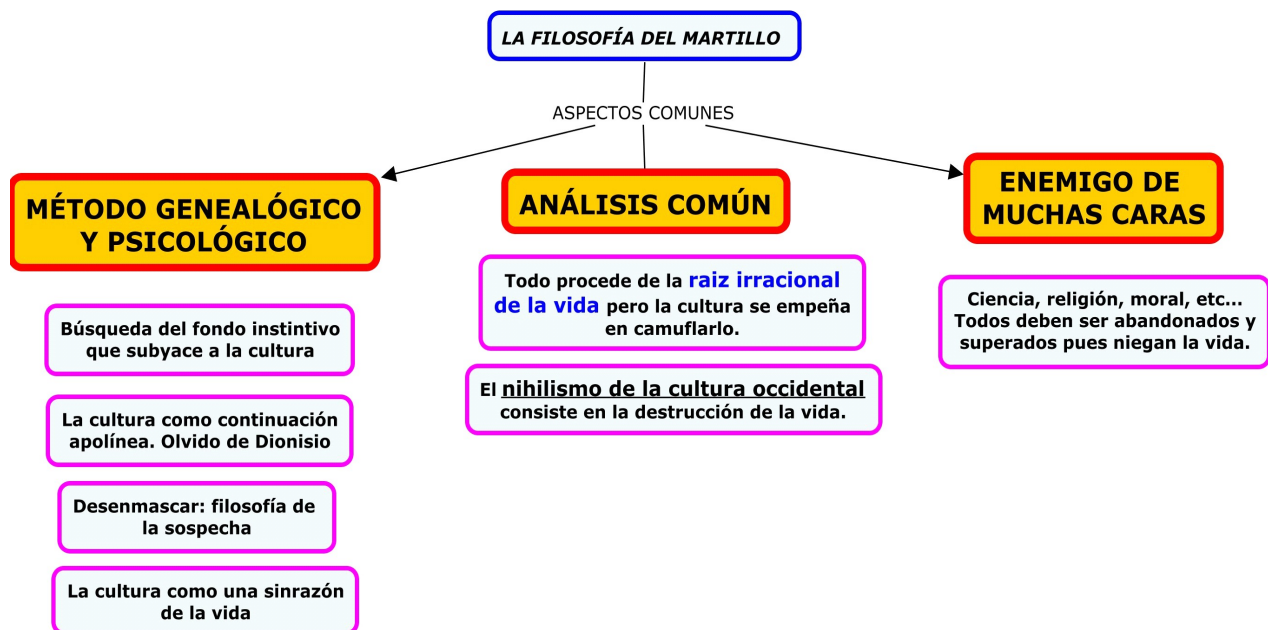 LA FILOSOFÍA DEL MARTILLO
ASPECTOS COMUNES
MÉTODO GENEALÓGICO
Y PSICOLÓGICO
Búsqueda del fondo instintivo
que subyace a la cultura
La cultura como continuación
apolínea. Olvido de Dionisio
Desenmascar: filosofía de
la sospecha
La cultura como una sinrazón
de la vida
ANÁLISIS COMÚN
Todo procede de la raiz irracional
de la vida pero la cultura se empeña
en camuflarlo.
El nihilismo de la cultura occidental
consiste en la destrucción de la vida.
ENEMIGO DE
MUCHAS CARAS
Ciencia, religión, moral, etc...
Todos deben ser abandonados y
superados pues niegan la vida.